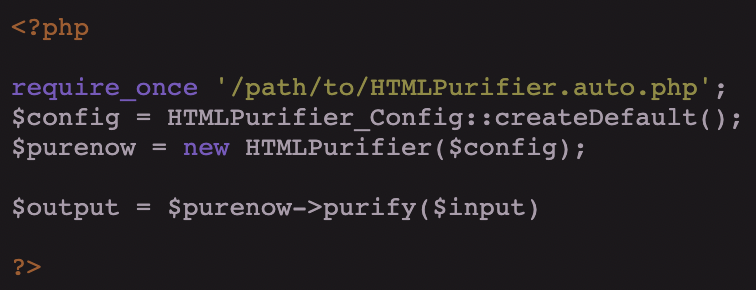 <?php
require_once '/path/to/HTMLPurifier.auto.php';
$config = HTMLPurifier_Config::createDefault();
$purenow = new HTMLPurifier($config);
$output = $purenow->purify($input)
?>